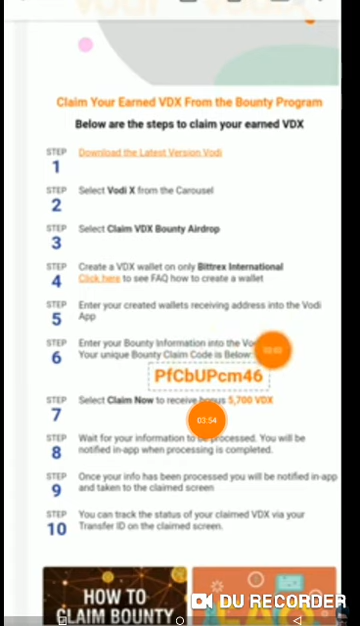 Claim Your Earned VDX From the Bounty Program
Below are the steps to claim your earned VDX
STEP 1 Download the Latest Version Vodi
STEP 2 Select Vodi X from the Carousel
STEP 3 Select Claim VDX Bounty Airdrop
STEP 4 Create a VDX wallet on only Bittrex International
Click here to see FAQ how to create a wallet
STEP 5 Enter your created wallets receiving address into the Vodi
App
STEP 6 Enter your Bounty Information into the
Your unique Bounty Claim Code is Below:
PfCbUPcm46
STEP 7 Select Claim Now to receive bonus 5,700 VDX
03:54
STEP 8 Wait for your information to be processed. You will be
notified in-app when processing is completed.
STEP 9 Once your info has been processed you will be notified in-app
and taken to the claimed screen
STEP 10 You can track the status of your claimed VDX via your
Transfer ID on the claimed screen.
HOW TO
CLAIM BOUNTY
DU RECORDER